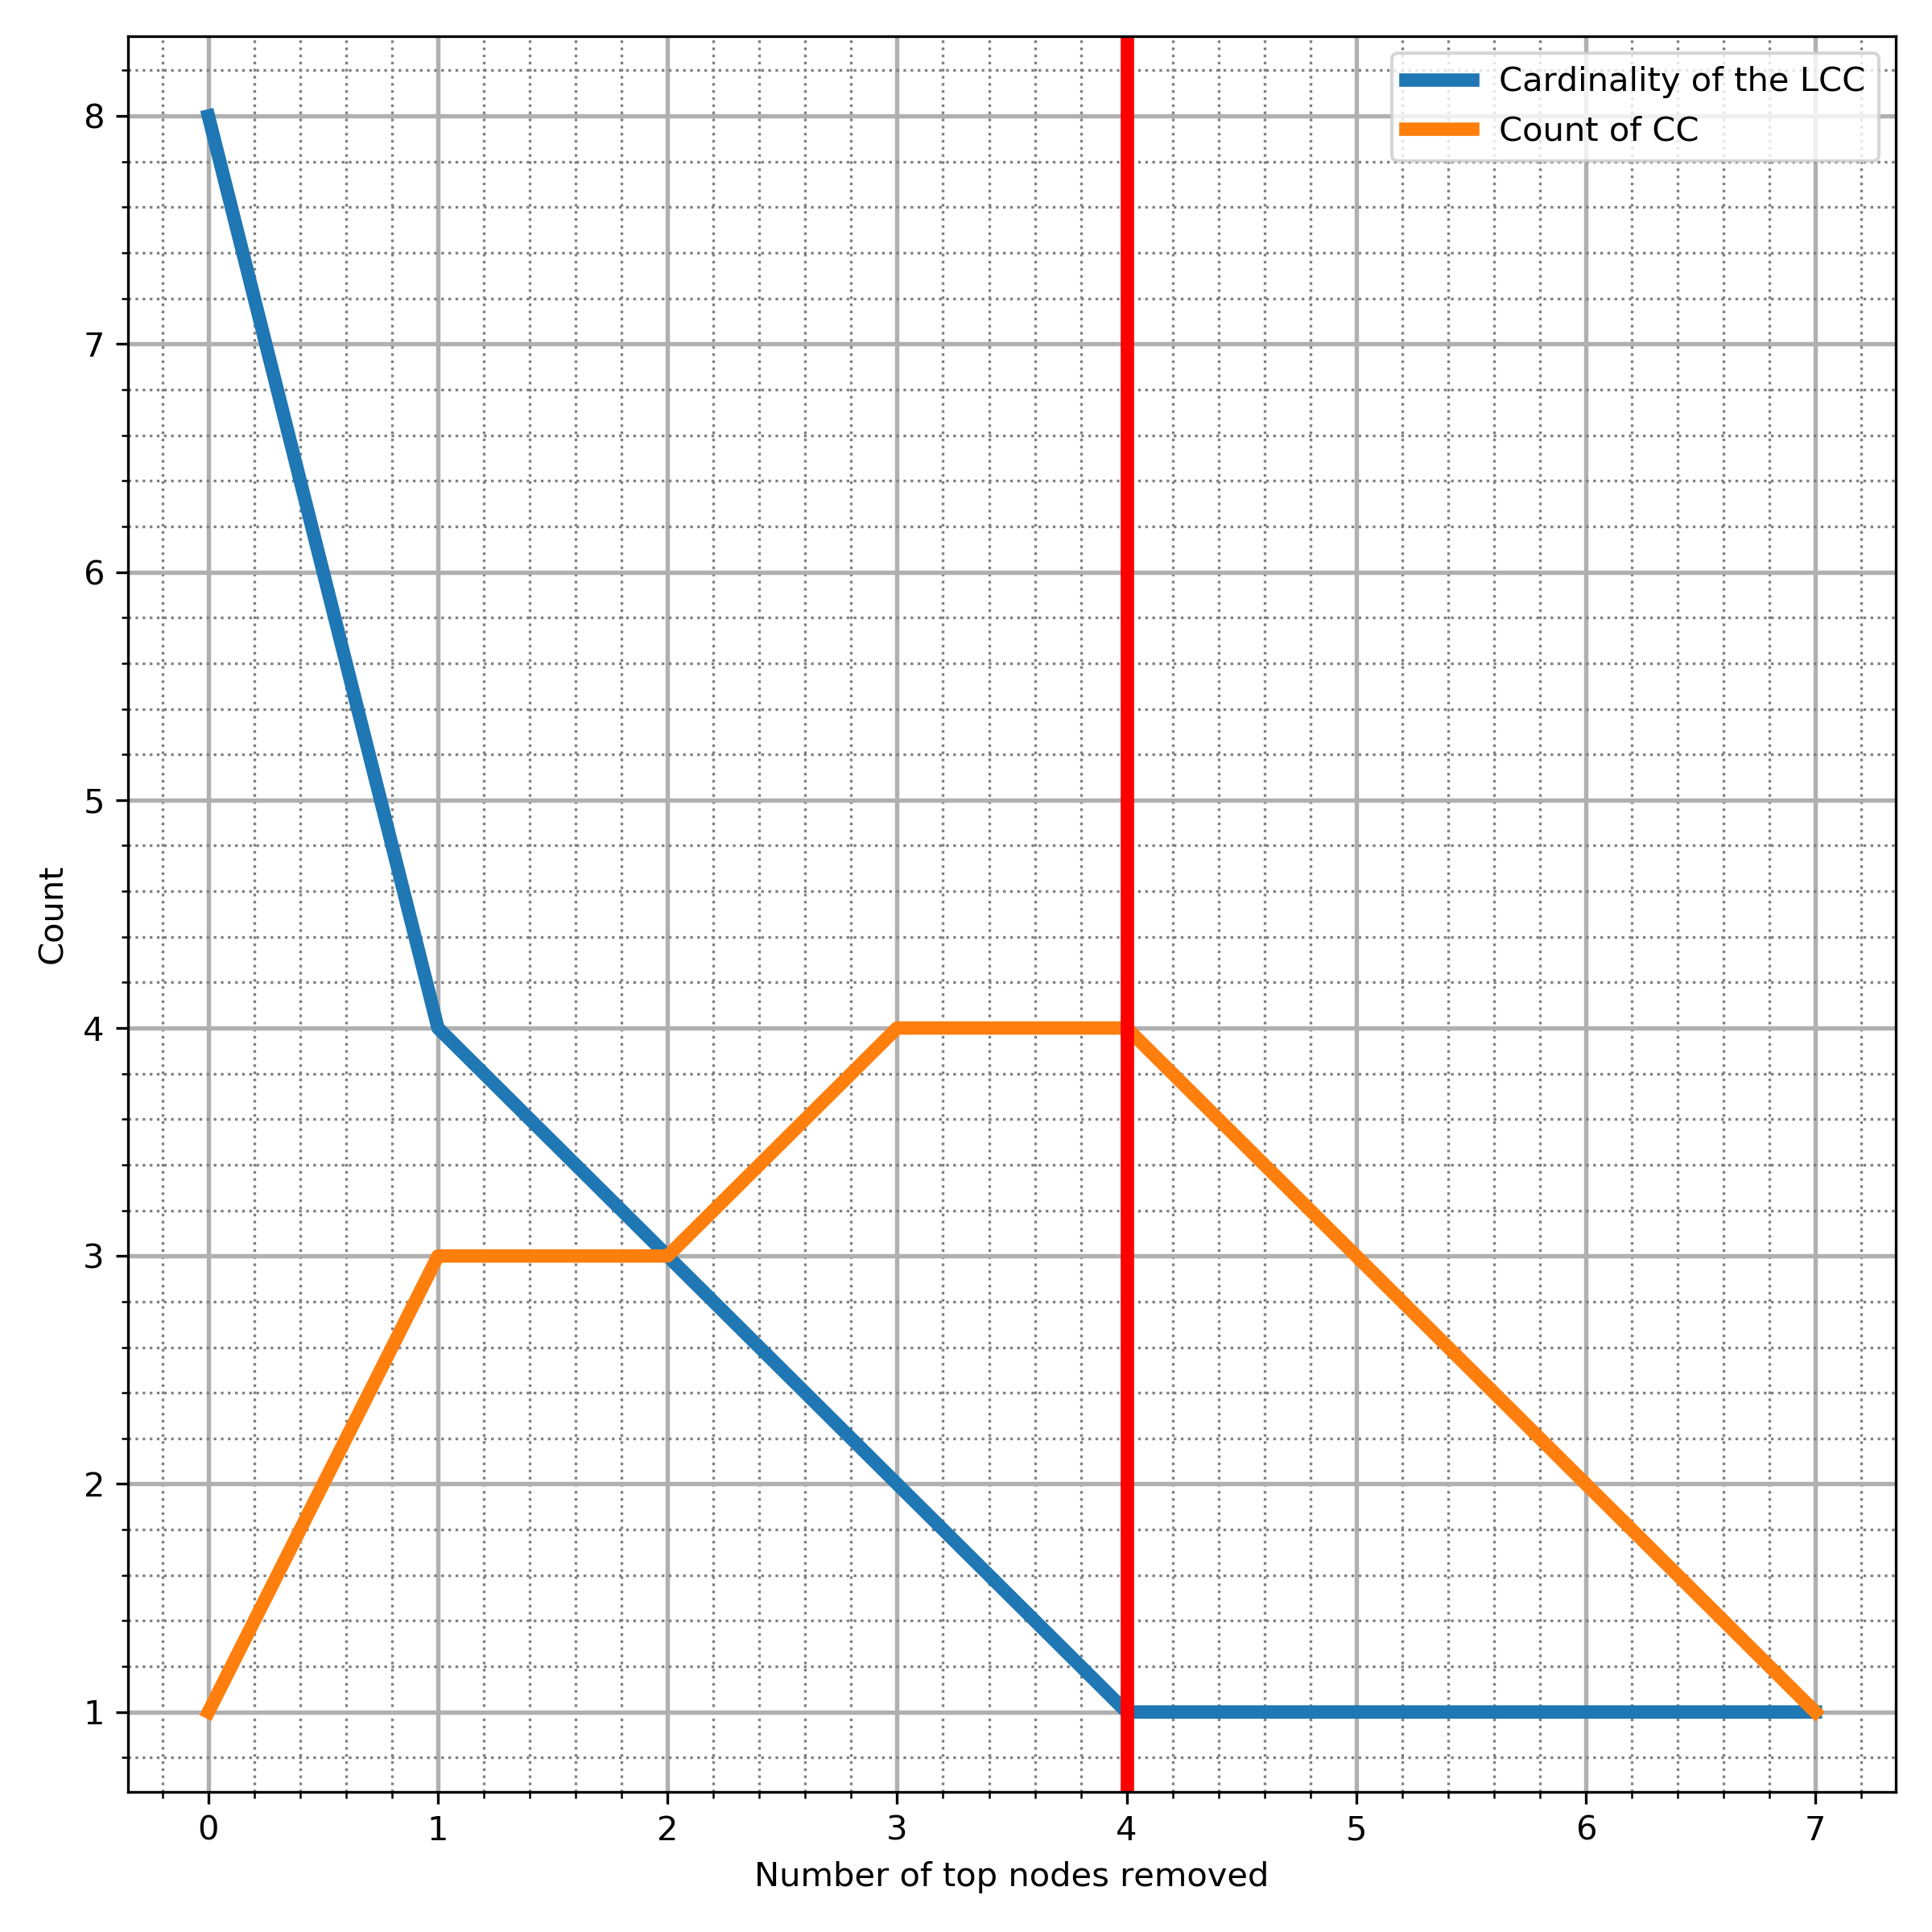 Cardinality of the LCC
Count of CC
8
7
6
5
4
3
2
1
Count
0 1 2 3 4 5 6 7
Number of top nodes removed